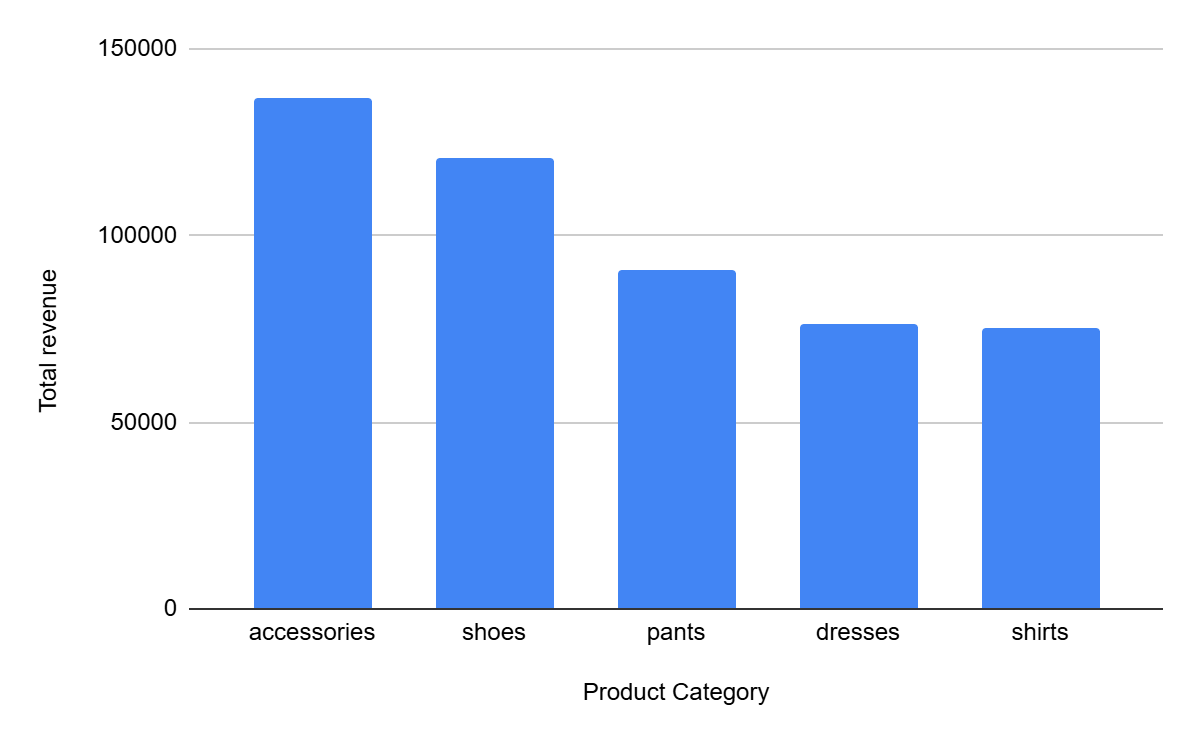 150000
100000
50000
0
Total revenue
accessories shoes pants dresses shirts
Product Category